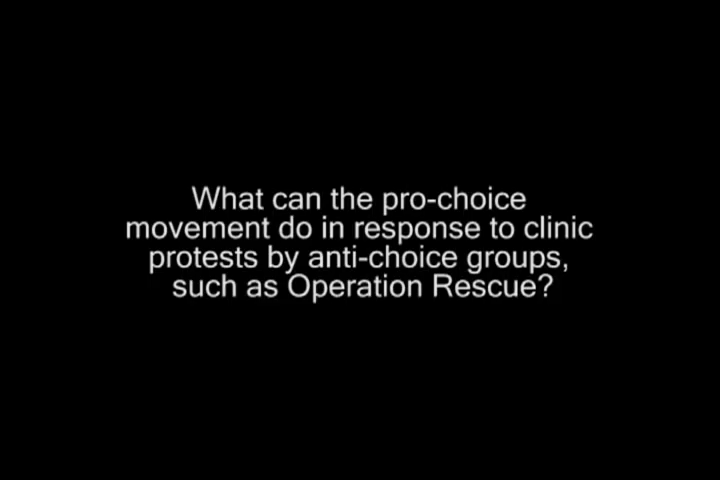 What can the pro-choice
movement do in response to clinic
protests by anti-choice groups,
such as Operation Rescue?